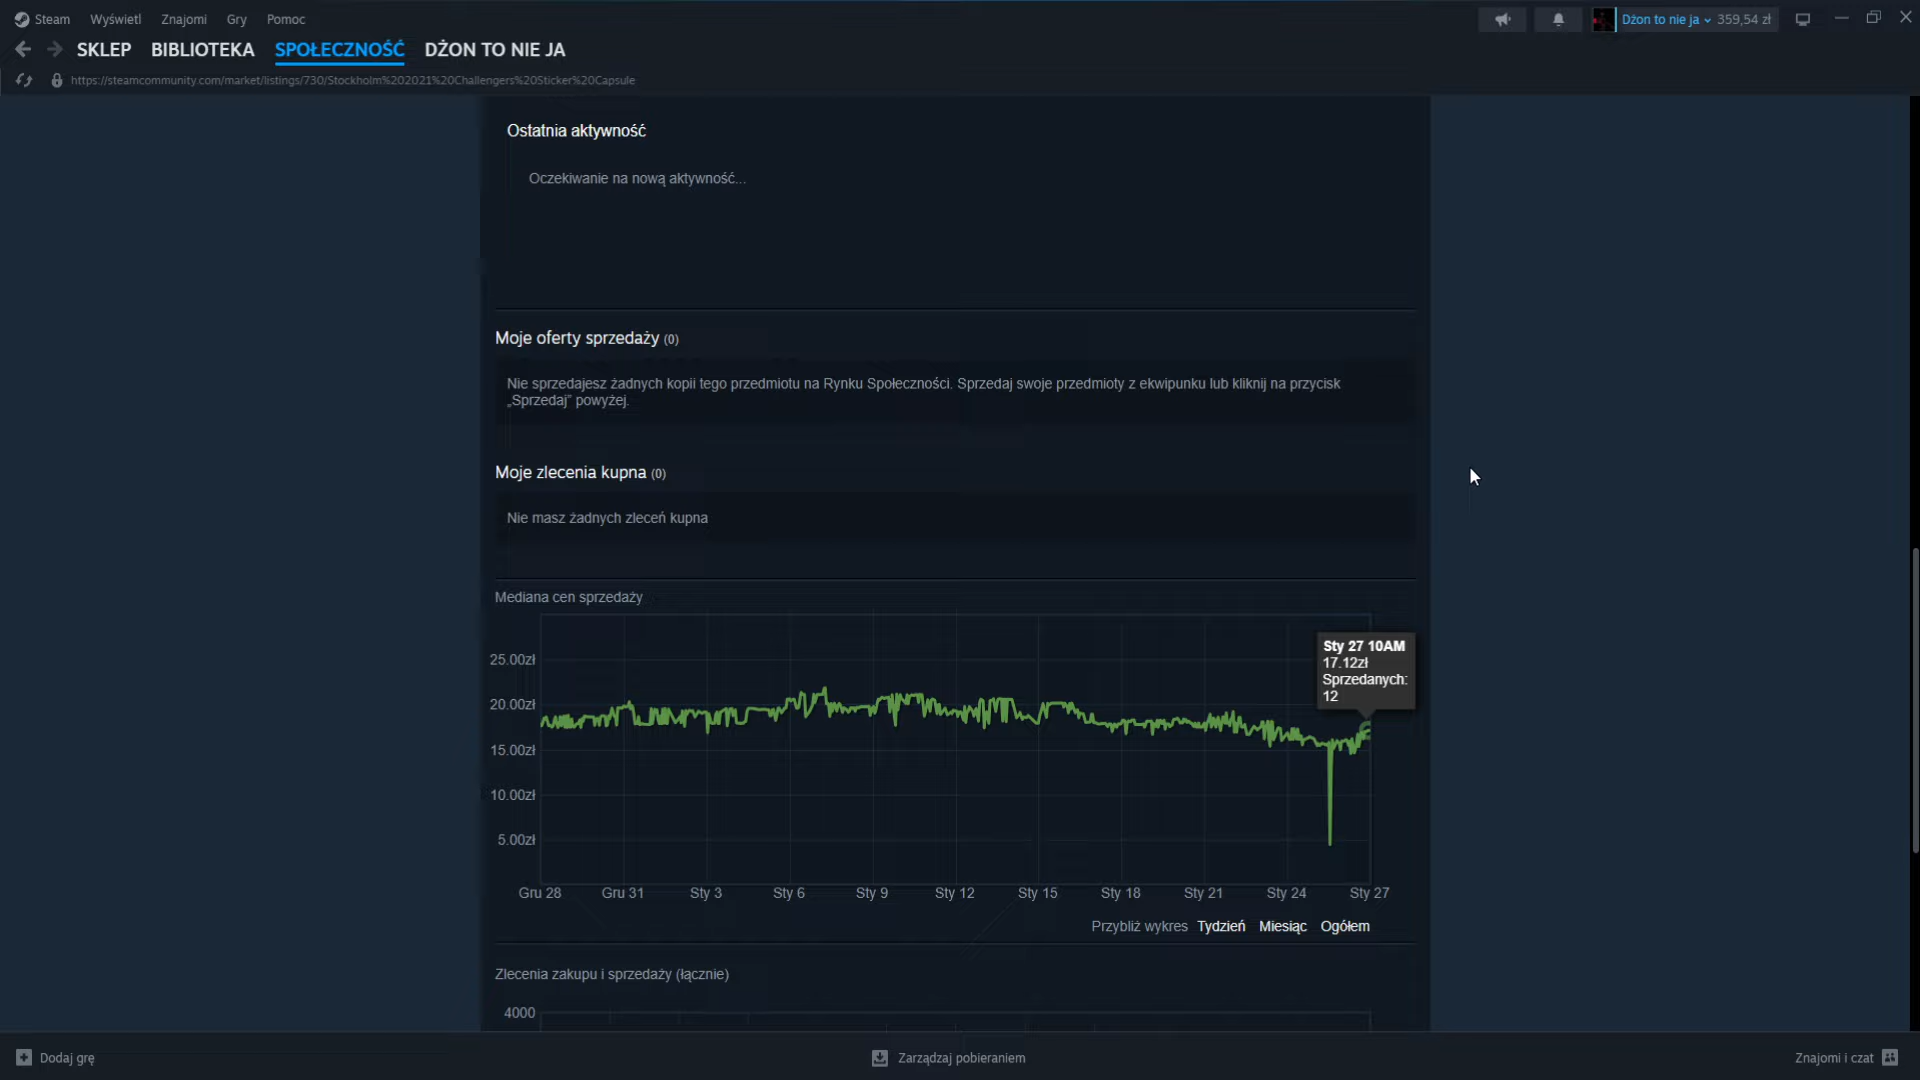 Steam Wyświetl Znajomi Gry Pomoc
Dżon to nie ja 359,54 zł
SKLEP BIBLIOTEKA SPOŁECZNOŚĆ DŻON TO NIE JA
https://steamcommunity.com/market/listings/730/Stockholm%202021%20Challengers%20Sticker%20Capsule
Ostatnia aktywność
Oczekiwanie na nową aktywność...
Moje oferty sprzedaży (0)
Nie sprzedajesz żadnych kopii tego przedmiotu na Rynku Społeczności. Sprzedaj swoje przedmioty z ekwipunku lub kliknij na przycisk
„Sprzedaj” powyżej.
Moje zlecenia kupna (0)
Nie masz żadnych zleceń kupna
Mediana cen sprzedaży
Sty 27 10AM
17.12zł
Sprzedanych:
12
25.00zł
20.00zł
15.00zł
10.00zł
5.00zł
Gru 28 Gru 31 Sty 3 Sty 6 Sty 9 Sty 12 Sty 15 Sty 18 Sty 21 Sty 24 Sty 27
Przybliż wykres Tydzień Miesiąc Ogółem
Zlecenia zakupu i sprzedaży (łącznie)
4000
Dodaj grę
Zarządzaj pobieraniem
Znajomi i czat